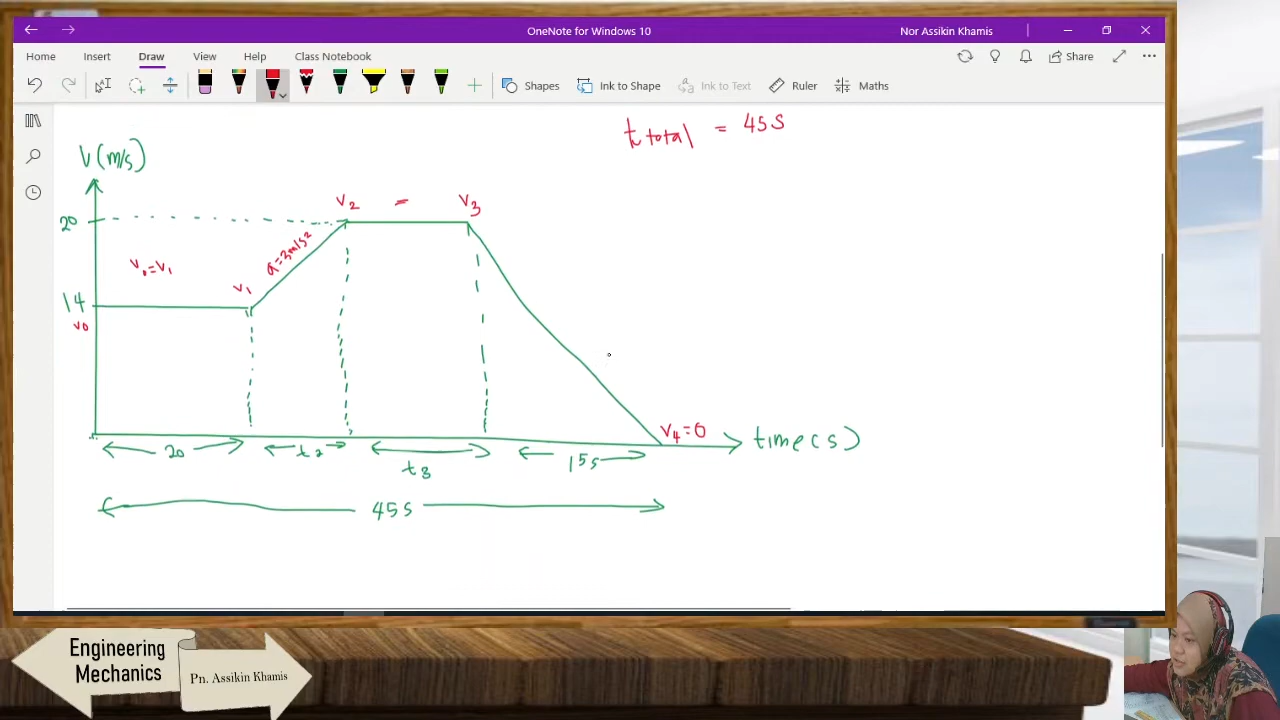 OneNote for Windows 10
Nor Assikin Khamis
Home Insert Draw View Help Class Notebook
Share
Shapes Ink to Shape Ink to Text Ruler Maths
t total = 45s
V(m/s)
20
V2 = V3
a=3m/s²
V0=V1
V1
14
V0
V4=0
time(s)
20 t2 t3 15s
45s
Engineering
Mechanics
Pn. Assikin Khamis